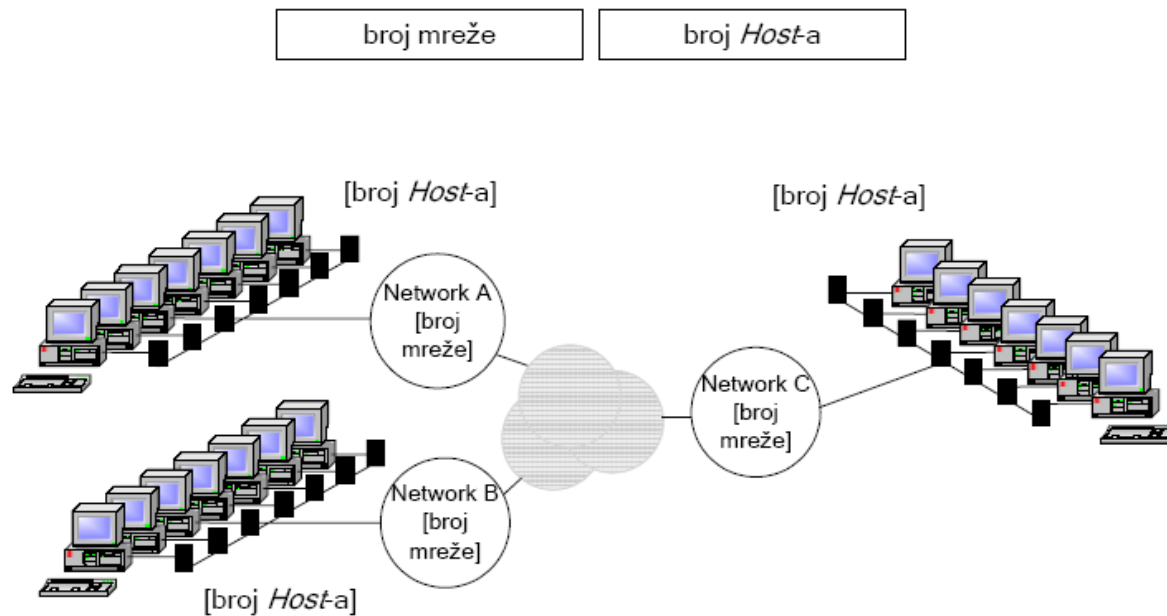 broj mreže
broj Host-a
[broj Host-a]
[broj Host-a]
Network A
[broj
mreže]
Network C
[broj
mreže]
Network B
[broj
mreže]
[broj Host-a]